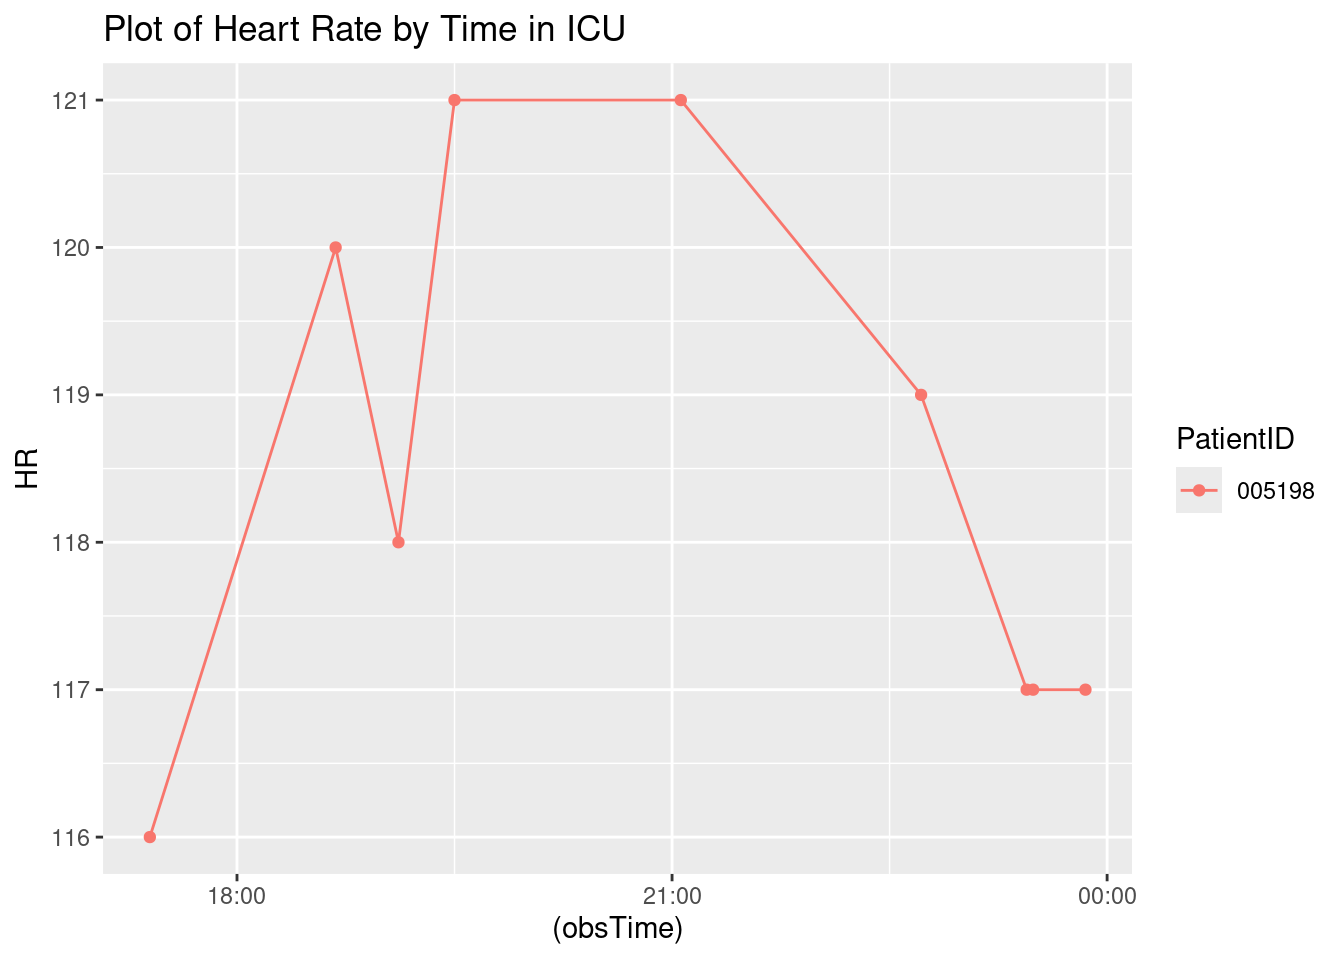 Plot of Heart Rate by Time in ICU
121
120
119
118
117
116
HR
18:00 21:00 00:00
(obsTime)
PatientID
005198